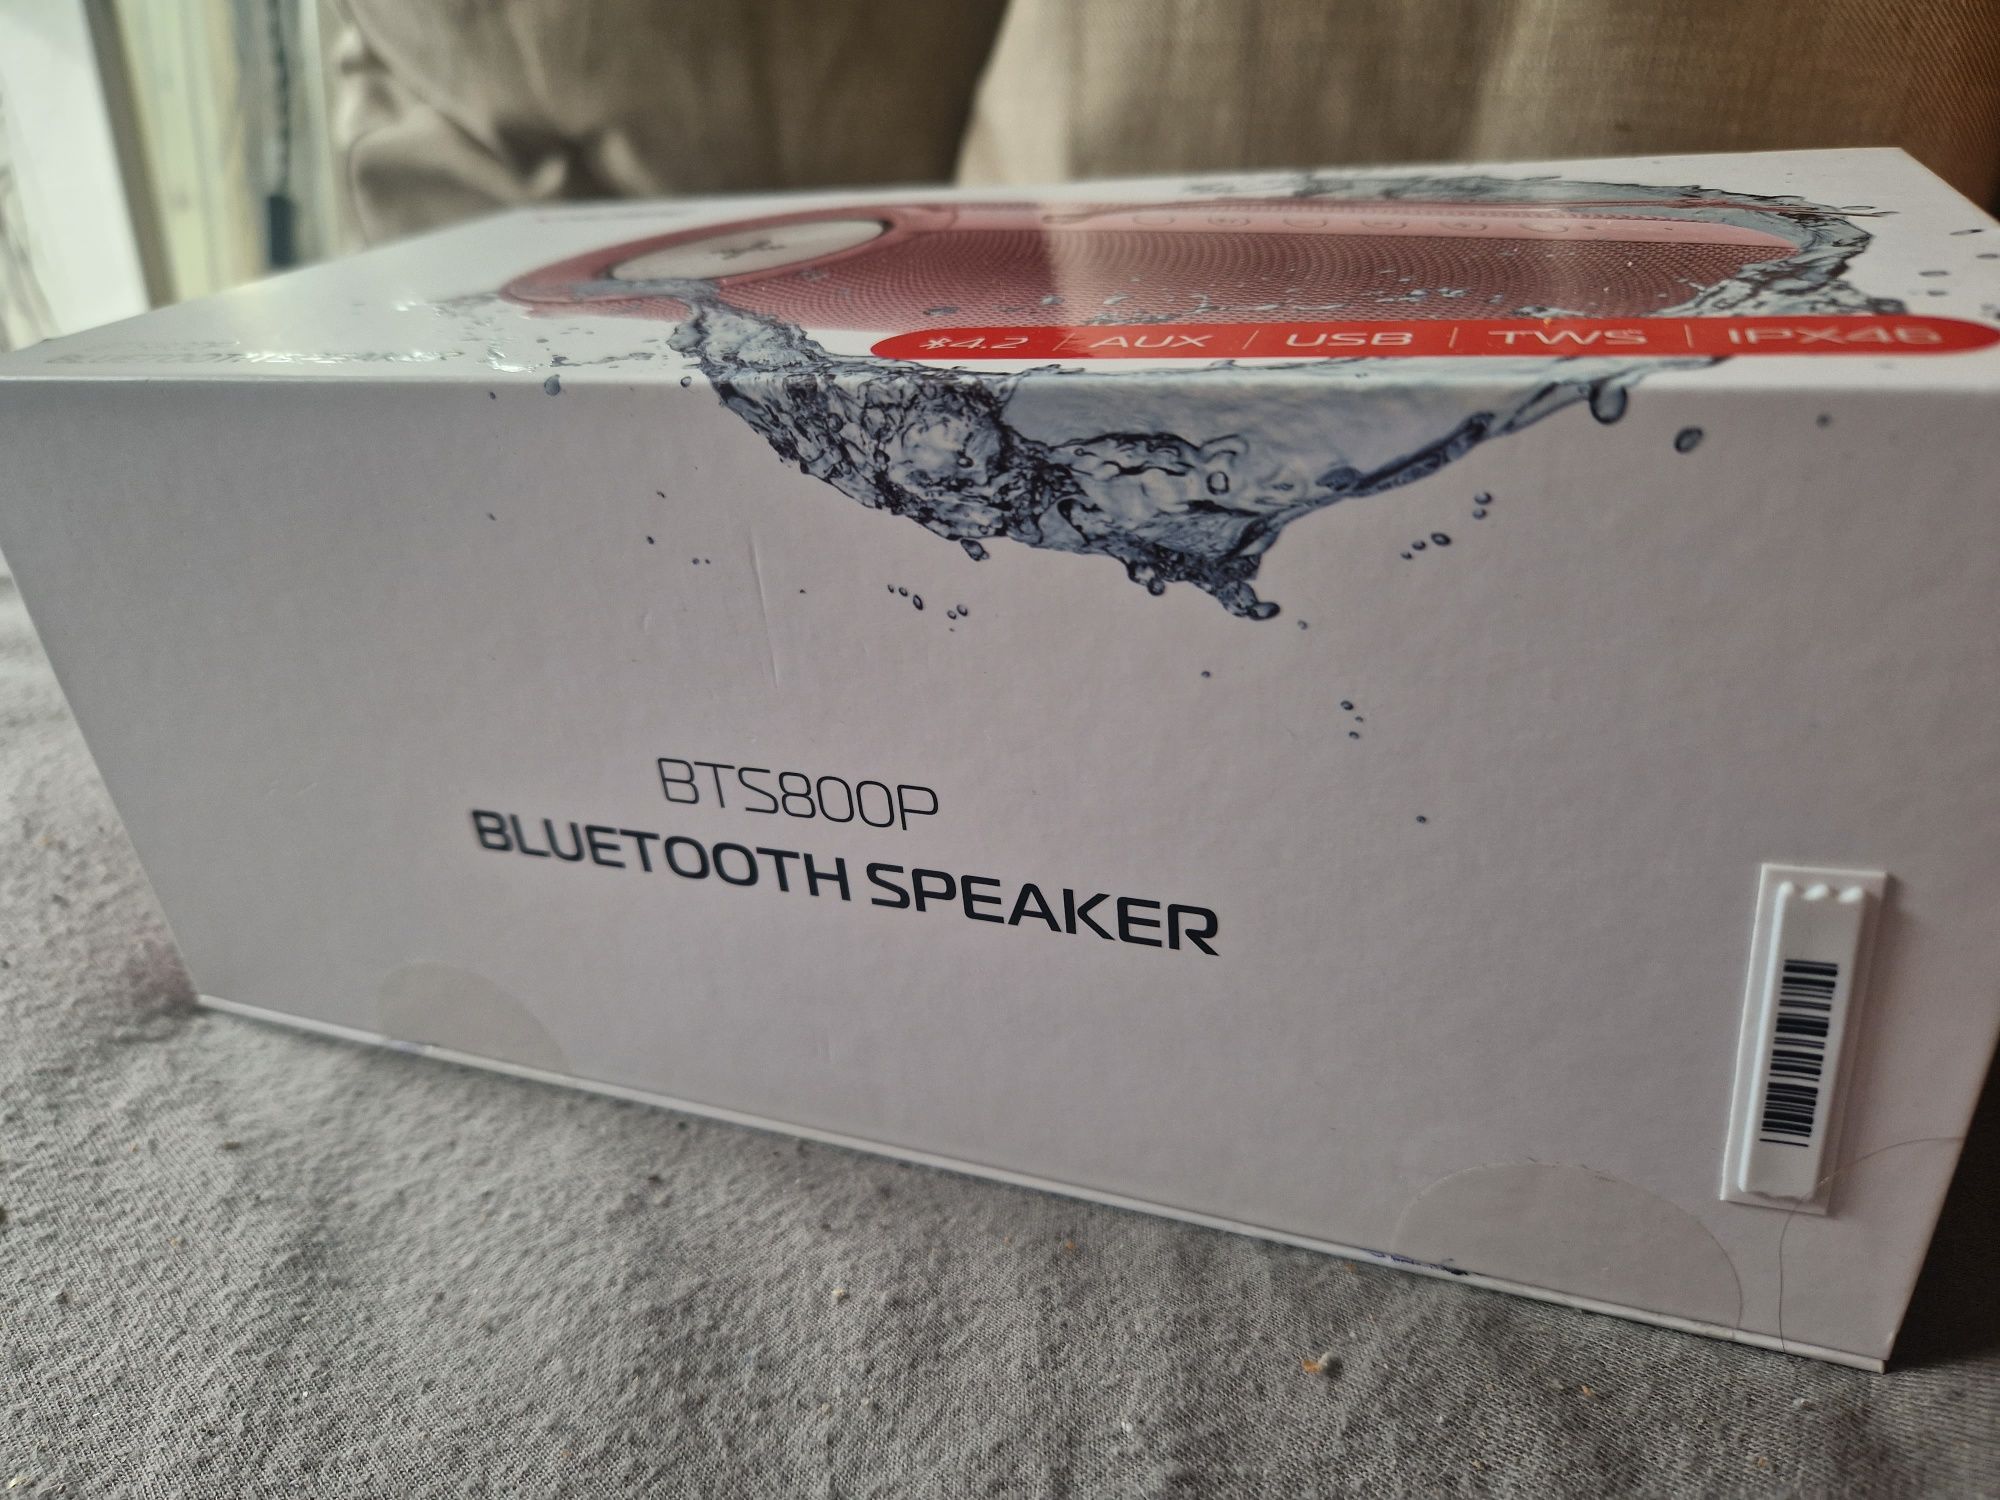 4.2 / AUX / USB | TWS | IPX46
BTS800P
BLUETOOTH SPEAKER